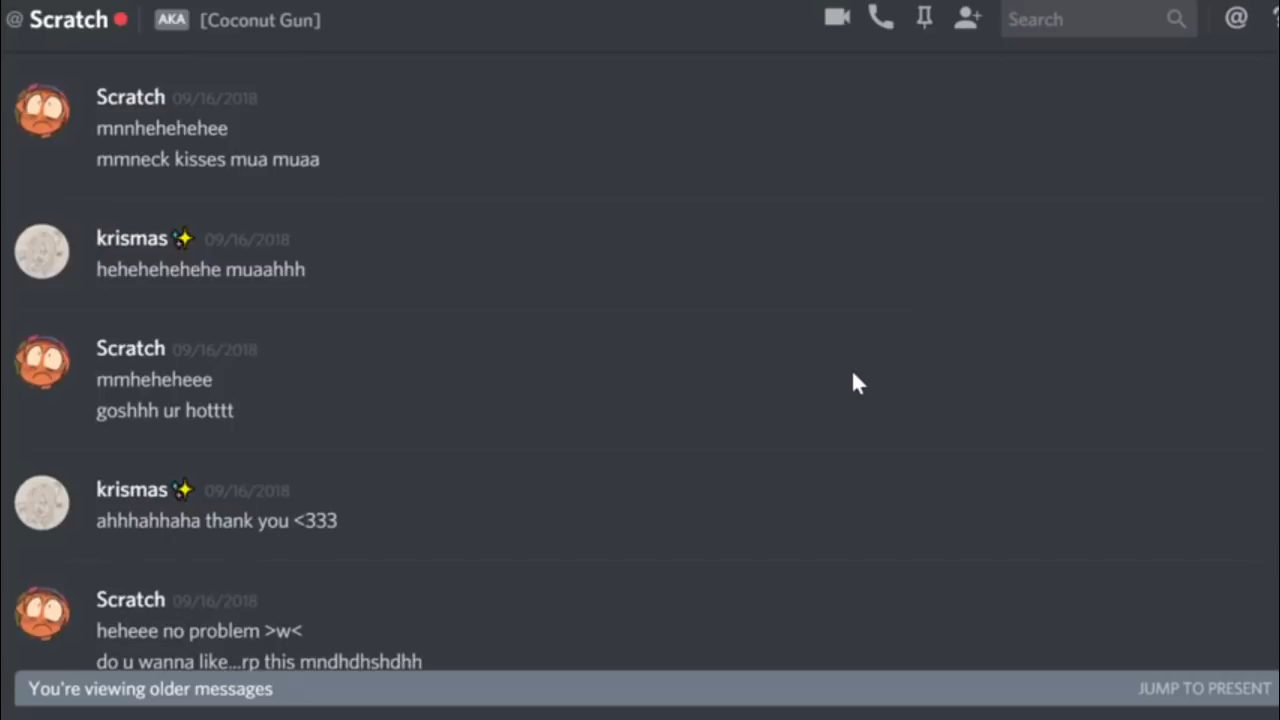 @ Scratch AKA [Coconut Gun] Search @
Scratch 09/16/2018
mnnhehehehee
mmneck kisses mua muaa
krismas✨ 09/16/2018
hehehehehehe muaahhh
Scratch 09/16/2018
mmheheheee
goshhh ur hotttt
krismas✨ 09/16/2018
ahhhahhaha thank you <333
Scratch 09/16/2018
heheee no problem >w<
do u wanna like...rp this mndhdhshdhh
You're viewing older messages JUMP TO PRESENT